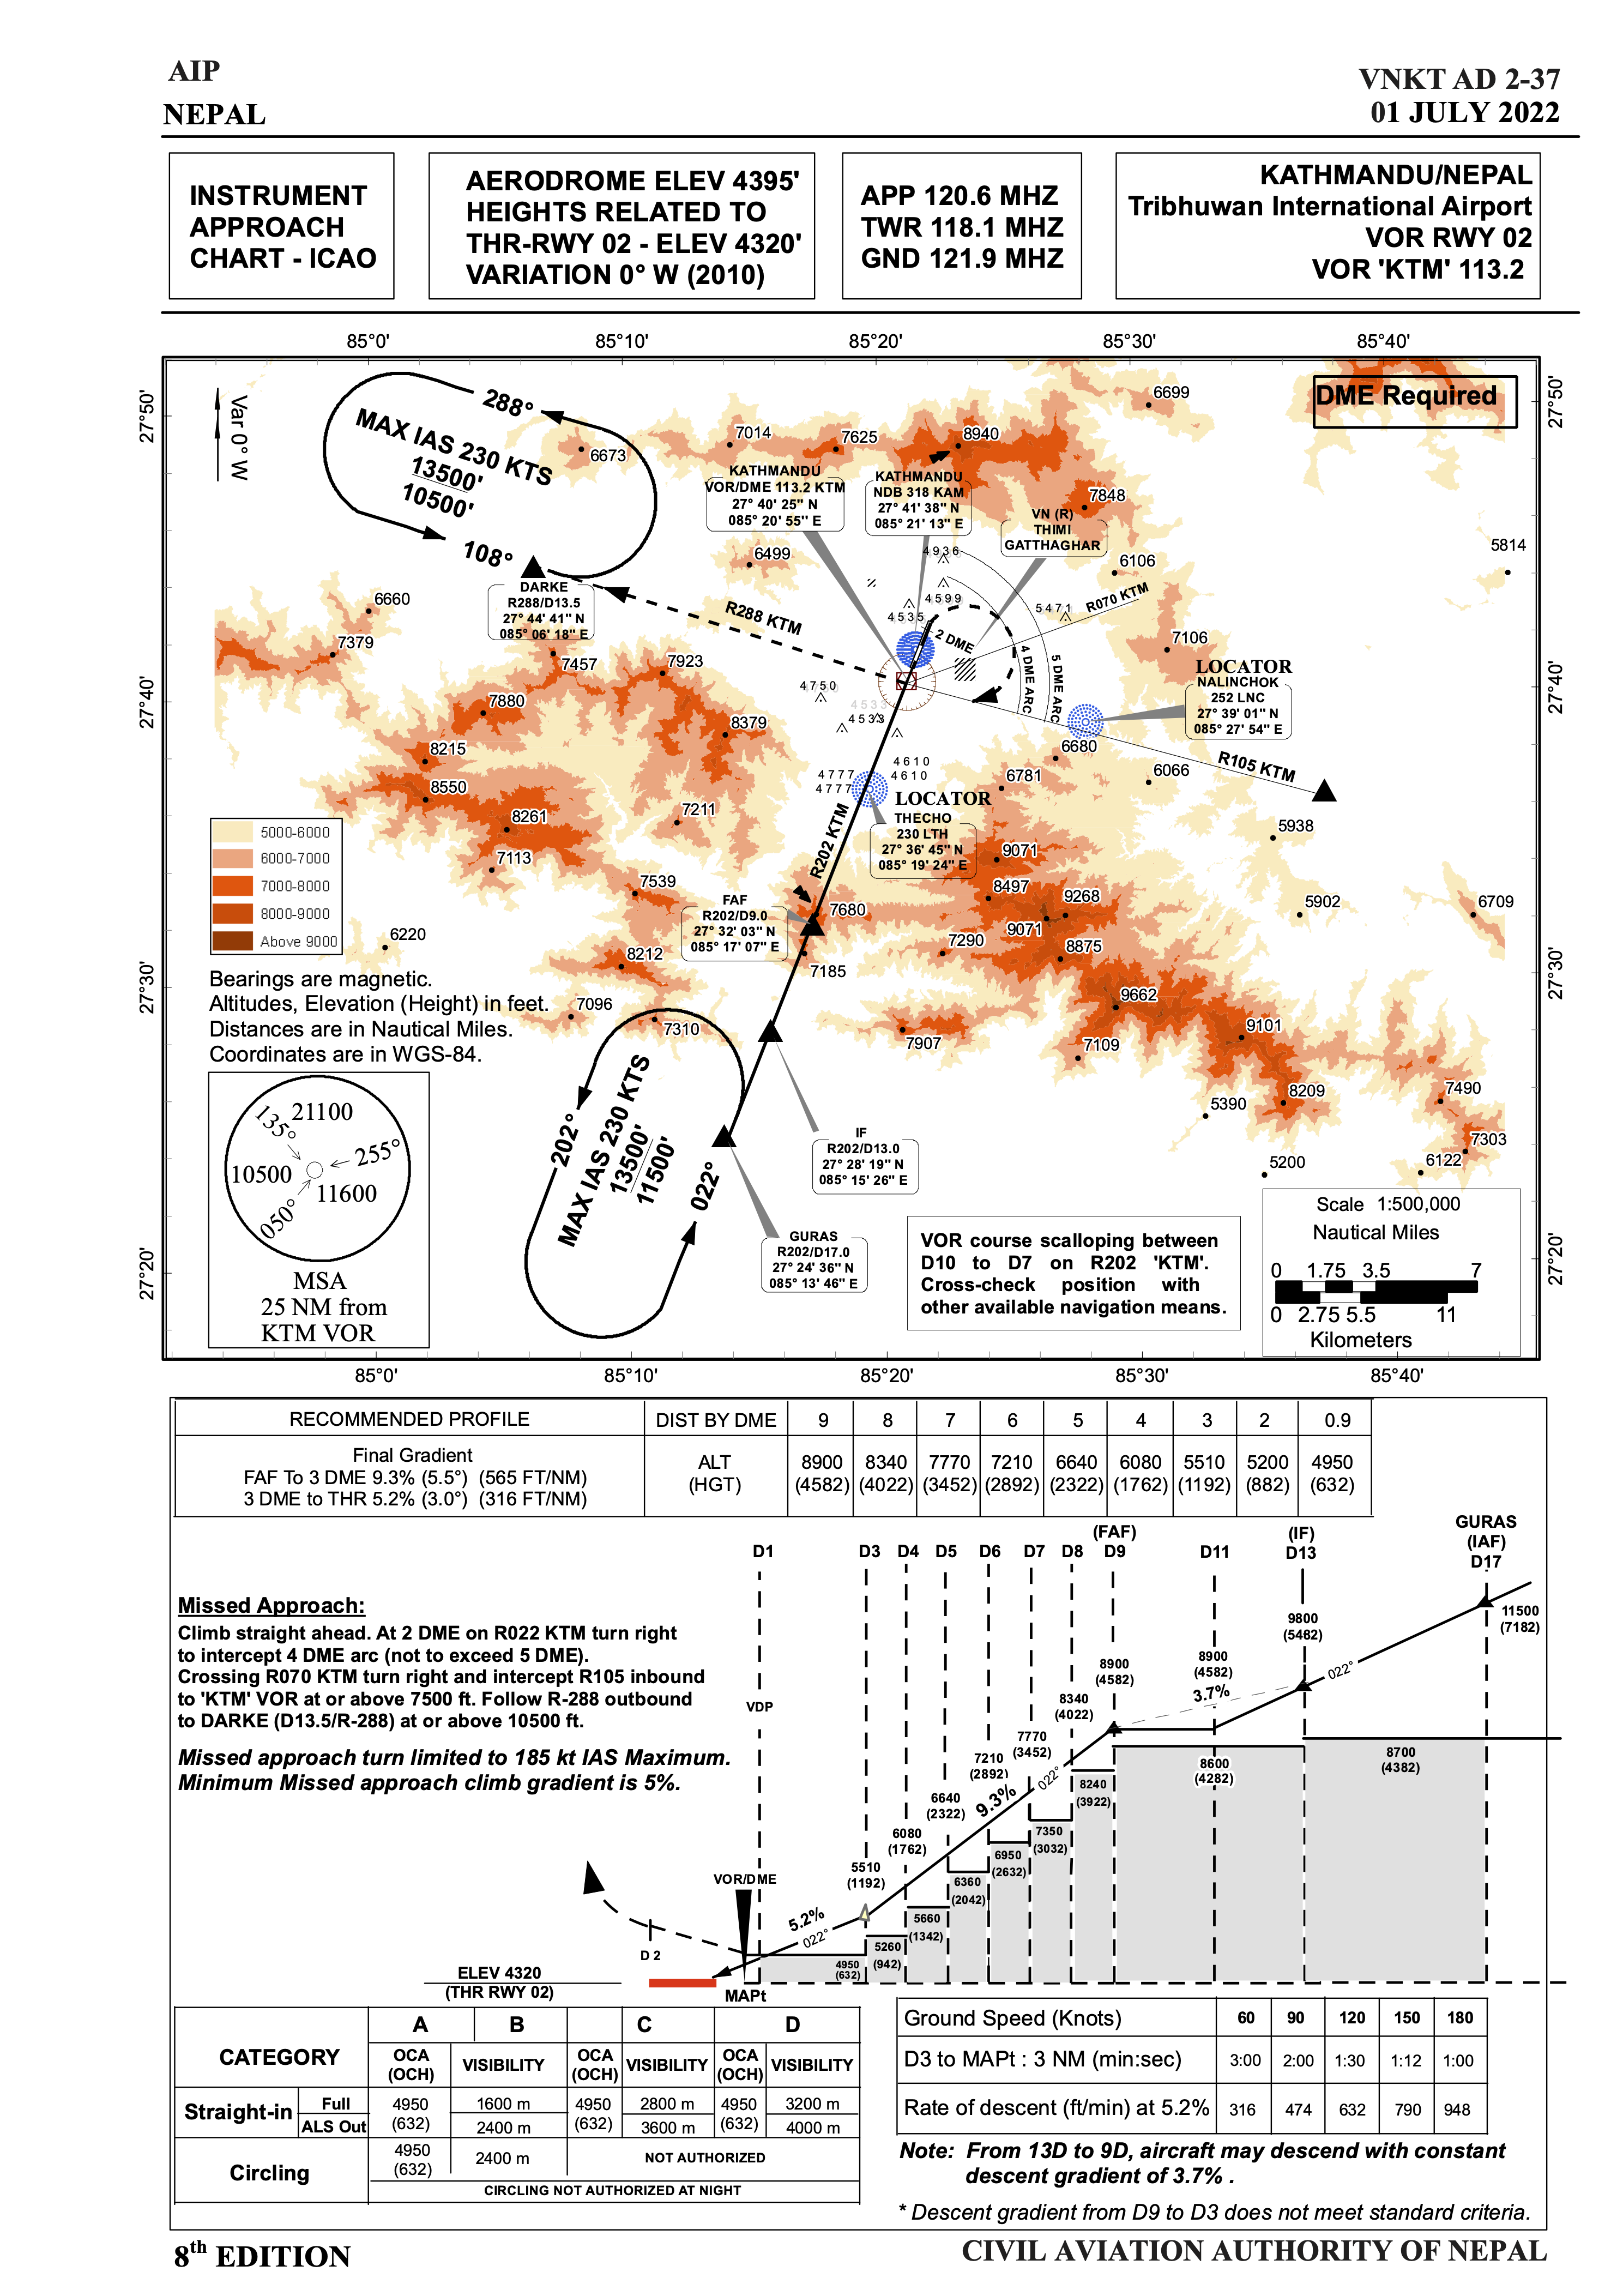 AIP
NEPAL
VNKT AD 2-37
01 JULY 2022
INSTRUMENT
APPROACH
CHART - ICAO
AERODROME ELEV 4395'
HEIGHTS RELATED TO
THR-RWY 02 - ELEV 4320'
VARIATION 0° W (2010)
APP 120.6 MHZ
TWR 118.1 MHZ
GND 121.9 MHZ
KATHMANDU/NEPAL
Tribhuwan International Airport
VOR RWY 02
VOR 'KTM' 113.2
85°0'
85°10'
85°20'
85°30'
85°40'
27°50'
27°50'
Var 0° W
288°
MAX IAS 230 KTS
13500'
10500'
108°
DME Required
6699
6673
7014
7625
8940
7848
KATHMANDU
VOR/DME 113.2 KTM
27° 40' 25" N
085° 20' 55" E
KATHMANDU
NDB 318 KAM
27° 41' 38" N
085° 21' 13" E
VN (R)
THIMI
GATTHAGHAR
5814
6499
4936
6106
4599
4535
5471
R070 KTM
DARKE
R288/D13.5
27° 44' 41" N
085° 06' 18" E
R288 KTM
2 DME
4 DME ARC
5 DME ARC
6660
7379
7457
7923
7106
LOCATOR
NALINCHOK
252 LNC
27° 39' 01" N
085° 27' 54" E
27°40'
27°40'
4750
4533
4533
7880
8379
8215
6680
R105 KTM
6066
6781
8550
4610
4777
4610
4777
LOCATOR
THECHO
230 LTH
27° 36' 45" N
085° 19' 24" E
R202 KTM
8261
7211
5938
7113
9071
7539
8497
9268
5902
6709
5000-6000
6000-7000
7000-8000
8000-9000
Above 9000
FAF
R202/D9.0
27° 32' 03" N
085° 17' 07" E
7680
9071
6220
7290
8875
8212
7185
27°30'
27°30'
Bearings are magnetic.
Altitudes, Elevation (Height) in feet.
Distances are in Nautical Miles.
Coordinates are in WGS-84.
7096
7310
9662
7907
9101
7109
8209
7490
5390
7303
5200
6122
202°
MAX IAS 230 KTS
13500'
11500'
022°
IF
R202/D13.0
27° 28' 19" N
085° 15' 26" E
GURAS
R202/D17.0
27° 24' 36" N
085° 13' 46" E
135°
21100
255°
10500
11600
050°
MSA
25 NM from
KTM VOR
27°20'
27°20'
VOR course scalloping between
D10 to D7 on R202 'KTM'.
Cross-check position with
other available navigation means.
Scale 1:500,000
Nautical Miles
0 1.75 3.5 7
0 2.75 5.5 11
Kilometers
85°0'
85°10'
85°20'
85°30'
85°40'
RECOMMENDED PROFILE DIST BY DME 9 8 7 6 5 4 3 2 0.9
Final Gradient
FAF To 3 DME 9.3% (5.5°) (565 FT/NM)
3 DME to THR 5.2% (3.0°) (316 FT/NM)
ALT 8900 8340 7770 7210 6640 6080 5510 5200 4950
(HGT) (4582) (4022) (3452) (2892) (2322) (1762) (1192) (882) (632)
(FAF) (IF) GURAS
(IAF)
D1 D3 D4 D5 D6 D7 D8 D9 D11 D13 D17
Missed Approach:
Climb straight ahead. At 2 DME on R022 KTM turn right
to intercept 4 DME arc (not to exceed 5 DME).
Crossing R070 KTM turn right and intercept R105 inbound
to 'KTM' VOR at or above 7500 ft. Follow R-288 outbound
to DARKE (D13.5/R-288) at or above 10500 ft.
Missed approach turn limited to 185 kt IAS Maximum.
Minimum Missed approach climb gradient is 5%.
11500
(7182)
9800
(5482)
022°
8900
(4582)
8900
(4582)
3.7%
8340
(4022)
VDP
7770
(3452)
7210
(2892)
8700
(4382)
8600
(4282)
022°
8240
(3922)
9.3%
6640
(2322)
6080
(1762)
7350
(3032)
6950
(2632)
5510
(1192)
VOR/DME
6360
(2042)
5.2%
022°
5660
(1342)
5260
(942)
4950
(632)
D 2
ELEV 4320
(THR RWY 02)
MAPt
CATEGORY A B C D
OCA
(OCH) VISIBILITY OCA
(OCH) VISIBILITY OCA
(OCH) VISIBILITY
Straight-in Full 4950
(632) 1600 m 4950
(632) 2800 m 4950
(632) 3200 m
ALS Out 2400 m 3600 m 4000 m
Circling 4950
(632) 2400 m NOT AUTHORIZED
CIRCLING NOT AUTHORIZED AT NIGHT
Ground Speed (Knots) 60 90 120 150 180
D3 to MAPt : 3 NM (min:sec) 3:00 2:00 1:30 1:12 1:00
Rate of descent (ft/min) at 5.2% 316 474 632 790 948
Note: From 13D to 9D, aircraft may descend with constant
descent gradient of 3.7% .
* Descent gradient from D9 to D3 does not meet standard criteria.
8th EDITION
CIVIL AVIATION AUTHORITY OF NEPAL